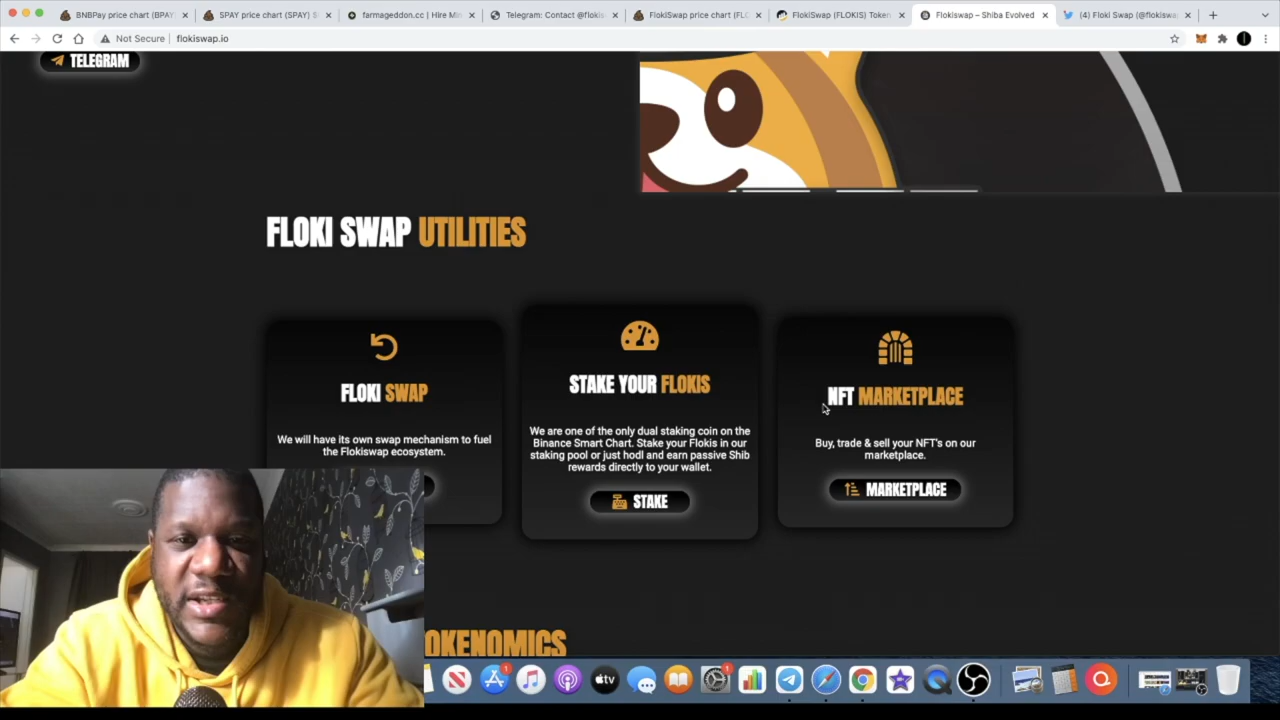 BNBPay price chart (BPAY
SPAY price chart (SPAY) $
farmageddon.cc | Hire Mi
Telegram: Contact @flokis
FlokiSwap price chart (FLC
FlokiSwap (FLOKIS) Token
Flokiswap – Shiba Evolved
(4) Floki Swap (@flokiswa
Not Secure
flokiswap.io
TELEGRAM
FLOKI SWAP UTILITIES
FLOKI SWAP
We will have its own swap mechanism to fuel
the Flokiswap ecosystem.
STAKE YOUR FLOKIS
We are one of the only dual staking coin on the
Binance Smart Chart. Stake your Flokis in our
staking pool or just hodl and earn passive Shib
rewards directly to your wallet.
STAKE
NFT MARKETPLACE
Buy, trade & sell your NFT's on our
marketplace.
MARKETPLACE
OKENOMICS
tv
1
1